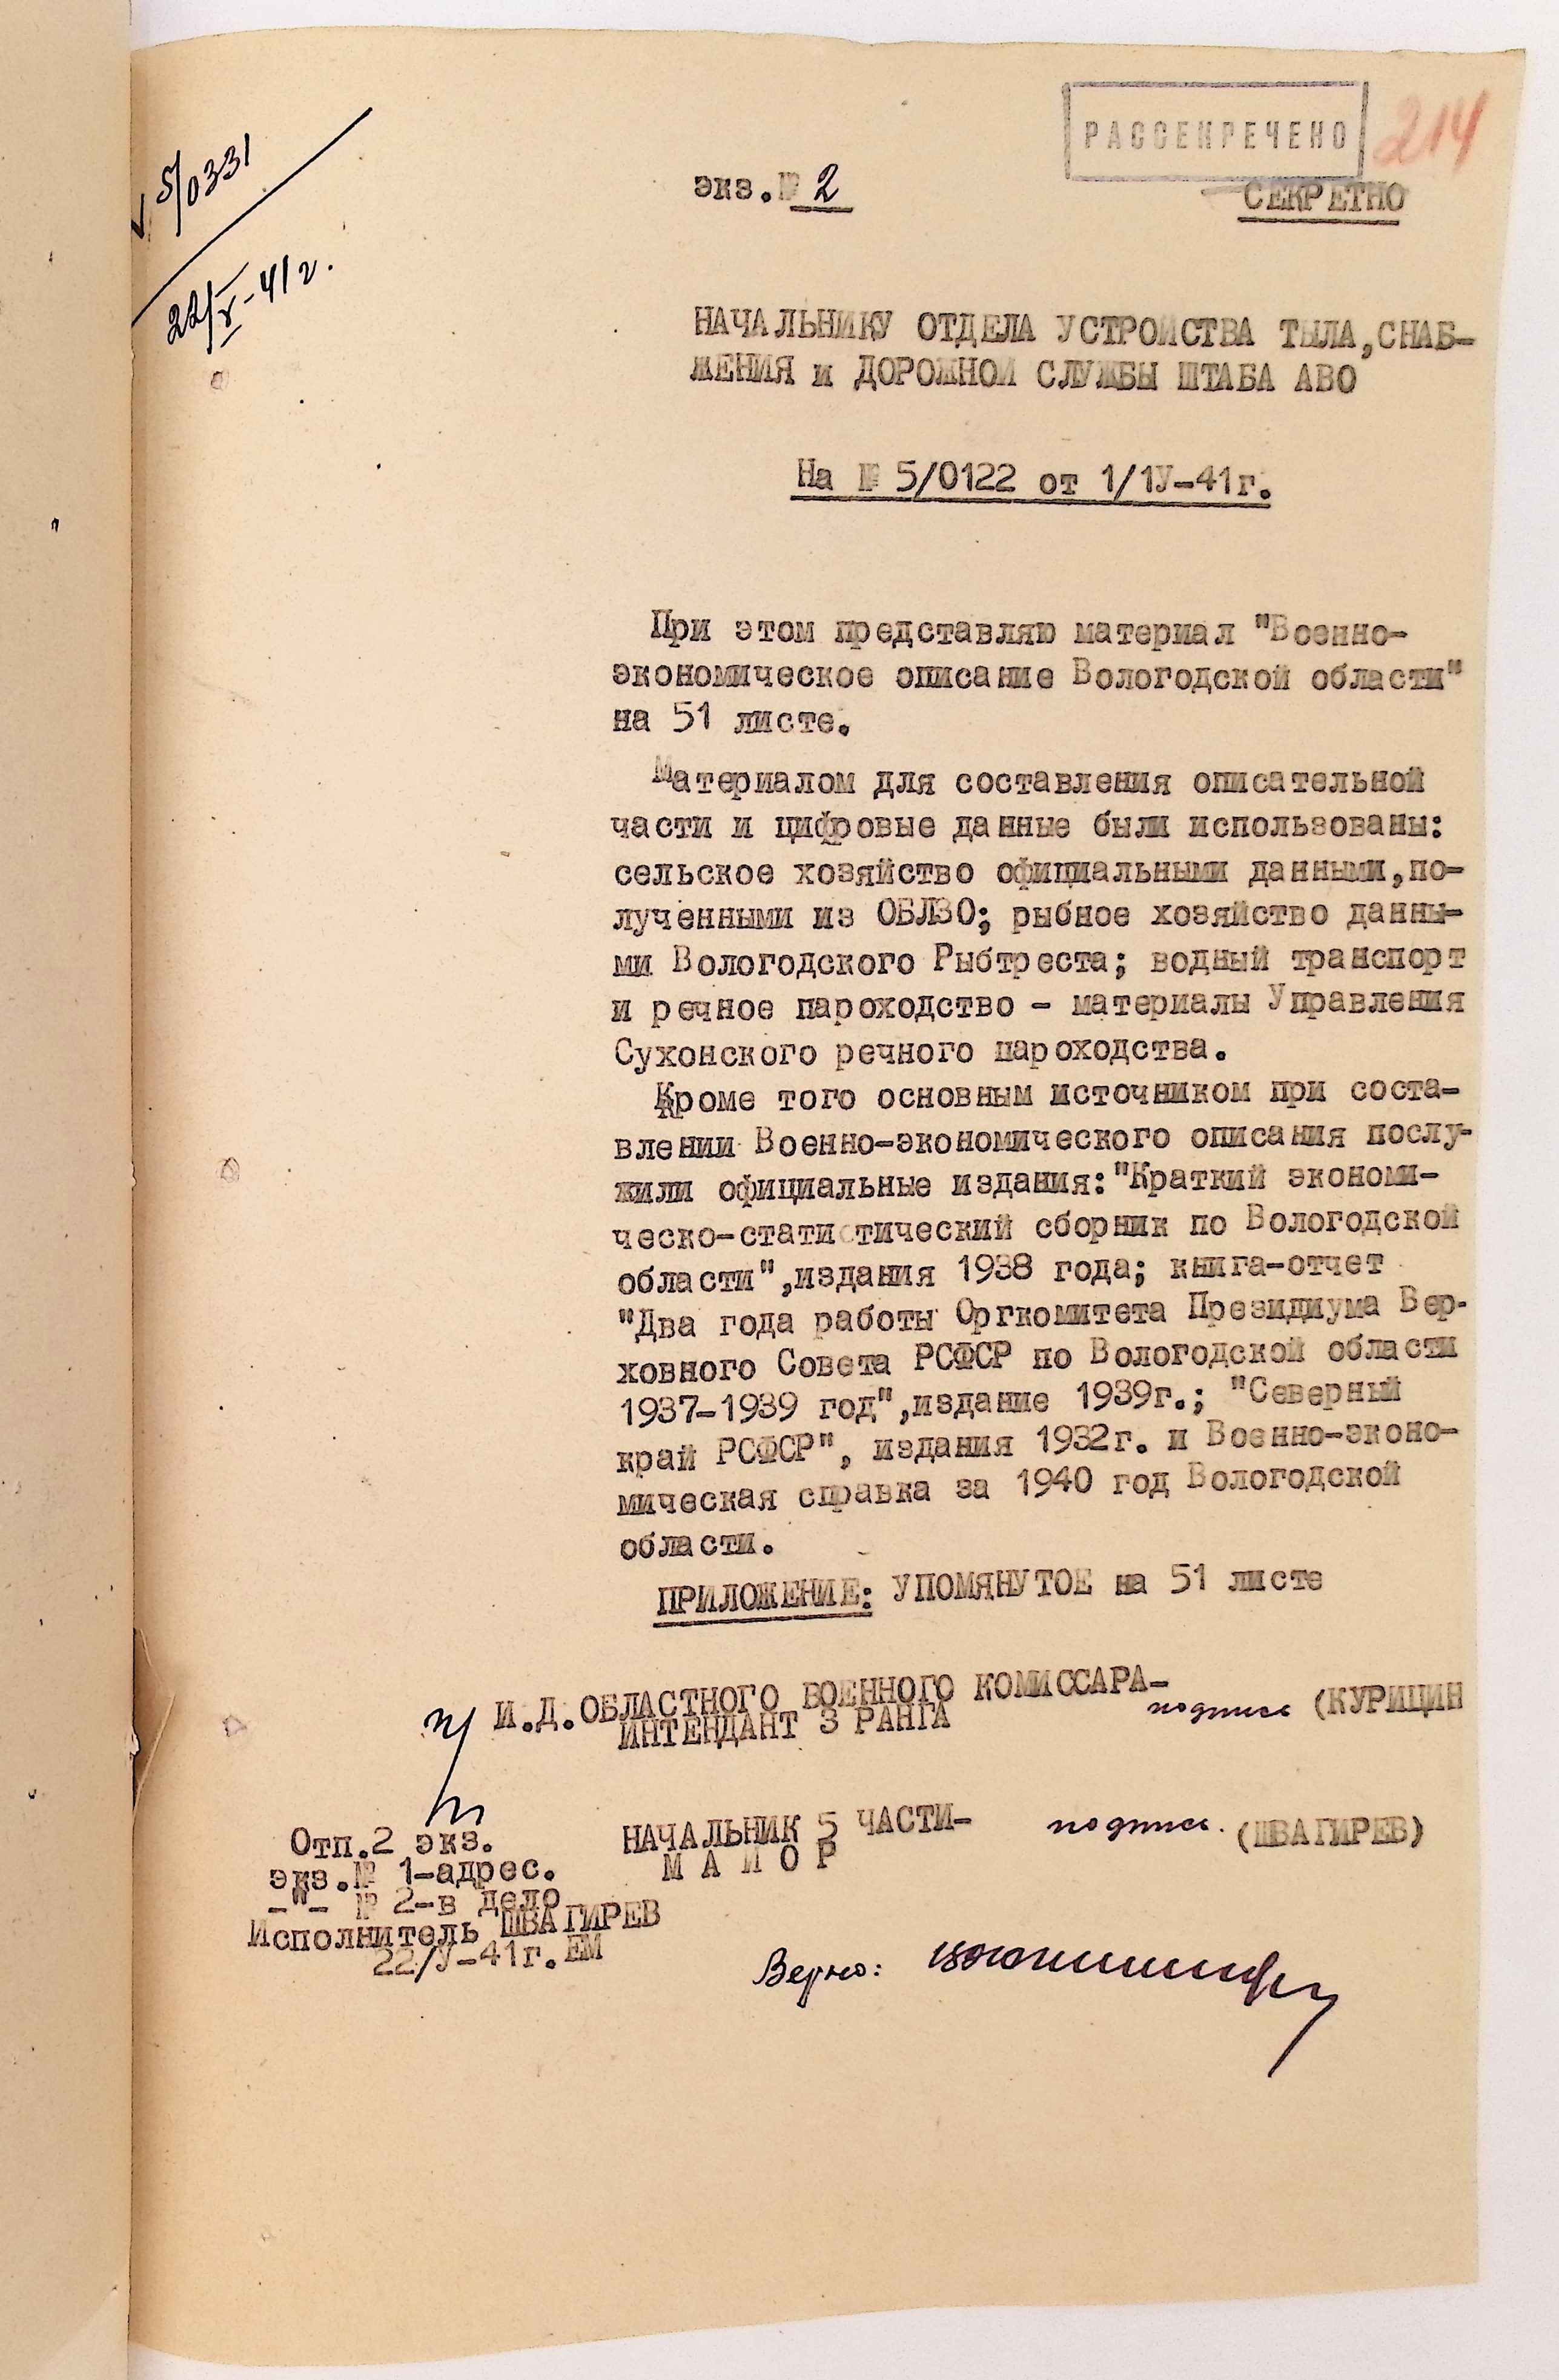 5/0331
22/V-41г.
РАССЕКРЕЧЕНО
214
экз.№ 2
СЕКРЕТНО
НАЧАЛЬНИКУ ОТДЕЛА УСТРОЙСТВА ТЫЛА,СНАБ-
ЖЕНИЯ и ДОРОЖНОЙ СЛУЖБЫ ШТАБА АВО
На № 5/0122 от 1/1У-41г.
При этом представляю материал "Военно-
экономическое описание Вологодской области"
на 51 листе.
Материалом для составления описательной
части и цифровые данные были использованы:
сельское хозяйство официальными данными,по-
лученными из ОБЛЗО; рыбное хозяйство данны-
ми Вологодского Рыбтреста; водный транспорт
и речное пароходство - материалы Управления
Сухонского речного пароходства.
Кроме того основным источником при соста-
влении Военно-экономического описания послу-
жили официальные издания:"Краткий экономи-
ческо-статистический сборник по Вологодской
области",издания 1938 года; книга-отчет
"Два года работы Оргкомитета Президиума Вер-
ховного Совета РСФСР по Вологодской области
1937-1939 год",издание 1939г.; "Северный
край РСФСР", издания 1932г. и Военно-эконо-
мическая справка за 1940 год Вологодской
области.
ПРИЛОЖЕНИЕ: УПОМЯНУТОЕ на 51 листе
п/п И.Д.ОБЛАСТНОГО ВОЕННОГО КОМИССАРА-
ИНТЕНДАНТ 3 РАНГА подпись (КУРИЦИН
НАЧАЛЬНИК 5 ЧАСТИ- подпись. (ШВАГИРЕВ)
М А Й О Р
Отп.2 экз.
экз.№ 1-адрес.
-"- № 2-в дело
Исполнитель ШВАГИРЕВ
22/У-41г.ЕМ
Верно: